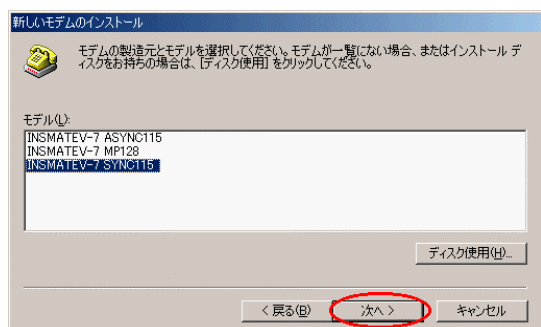 新しいモデムのインストール
モデムの製造元とモデルを選択してください。モデムが一覧にない場合、またはインストール デ
ィスクをお持ちの場合は、[ディスク使用] をクリックしてください。
モデル(L):
INSMATEV-7 ASYNC115
INSMATEV-7 MP128
INSMATEV-7 SYNC115
ディスク使用(H)...
< 戻る(B)
次へ >
キャンセル